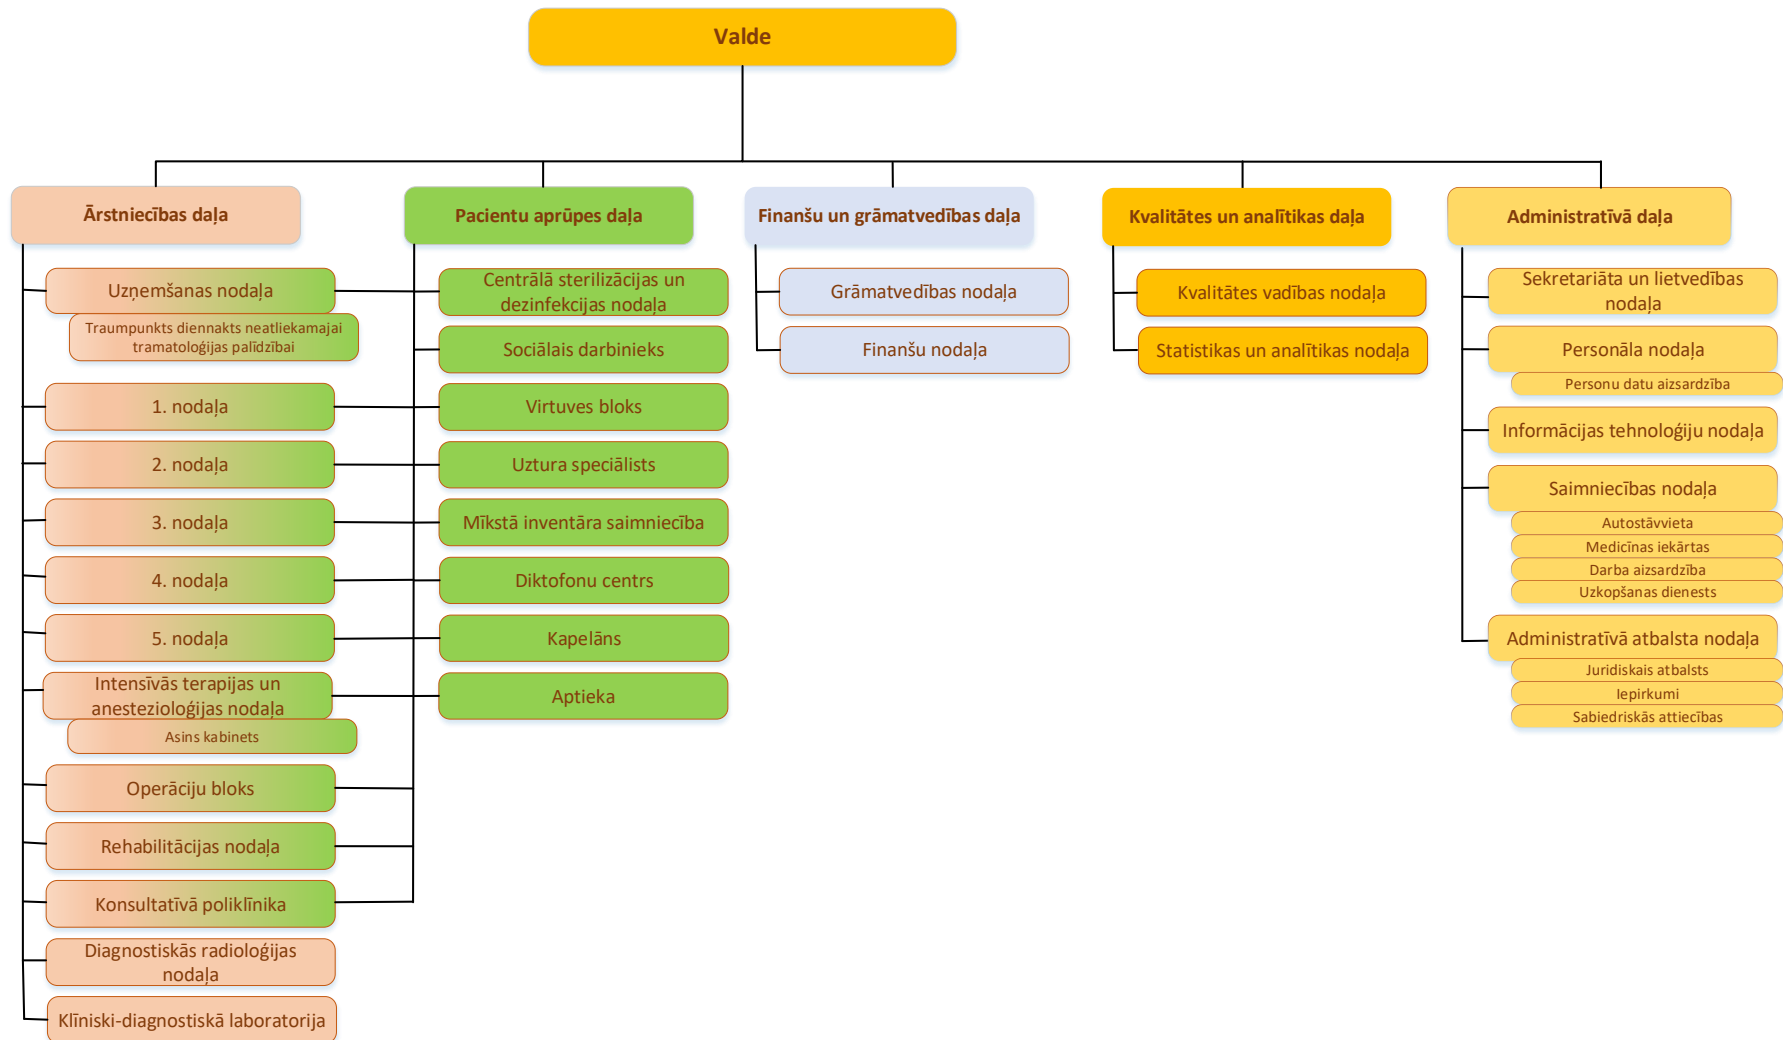 Valde
Ārstniecības daļa
Uzņemšanas nodaļa
Traumpunkts diennakts neatliekamajai
tramatoloģijas palīdzībai
1. nodaļa
2. nodaļa
3. nodaļa
4. nodaļa
5. nodaļa
Intensīvās terapijas un
anestezioloģijas nodaļa
Asins kabinets
Operāciju bloks
Rehabilitācijas nodaļa
Konsultatīvā poliklīnika
Diagnostiskās radioloģijas
nodaļa
Klīniski-diagnostiskā laboratorija
Pacientu aprūpes daļa
Centrālā sterilizācijas un
dezinfekcijas nodaļa
Sociālais darbinieks
Virtuves bloks
Uztura speciālists
Mīkstā inventāra saimniecība
Diktofonu centrs
Kapelāns
Aptieka
Finanšu un grāmatvedības daļa
Grāmatvedības nodaļa
Finanšu nodaļa
Kvalitātes un analītikas daļa
Kvalitātes vadības nodaļa
Statistikas un analītikas nodaļa
Administratīvā daļa
Sekretariāta un lietvedības
nodaļa
Personāla nodaļa
Personu datu aizsardzība
Informācijas tehnoloģiju nodaļa
Saimniecības nodaļa
Autostāvvieta
Medicīnas iekārtas
Darba aizsardzība
Uzkopšanas dienests
Administratīvā atbalsta nodaļa
Juridiskais atbalsts
Iepirkumi
Sabiedriskās attiecības